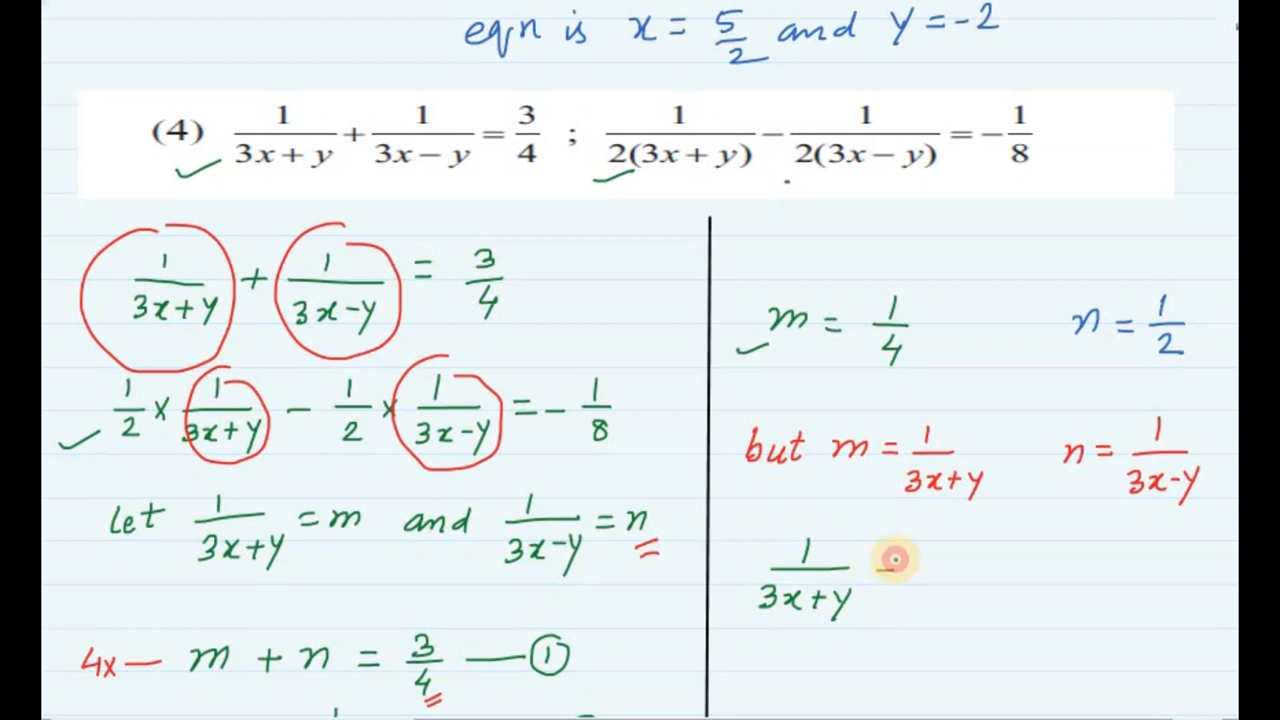 eqn is x = 5/2 and y = -2
(4) 1/(3x + y) + 1/(3x − y) = 3/4 ; 1/(2(3x + y)) − 1/(2(3x − y)) = − 1/8
1/(3x+y) + 1/(3x-y) = 3/4
1/2 × 1/(3x+y) − 1/2 × 1/(3x-y) = - 1/8
Let 1/(3x+y) = m and 1/(3x-y) = n
4x — m + n = 3/4 — ①
m = 1/4 n = 1/2
but m = 1/(3x+y) n = 1/(3x-y)
1/(3x+y) =